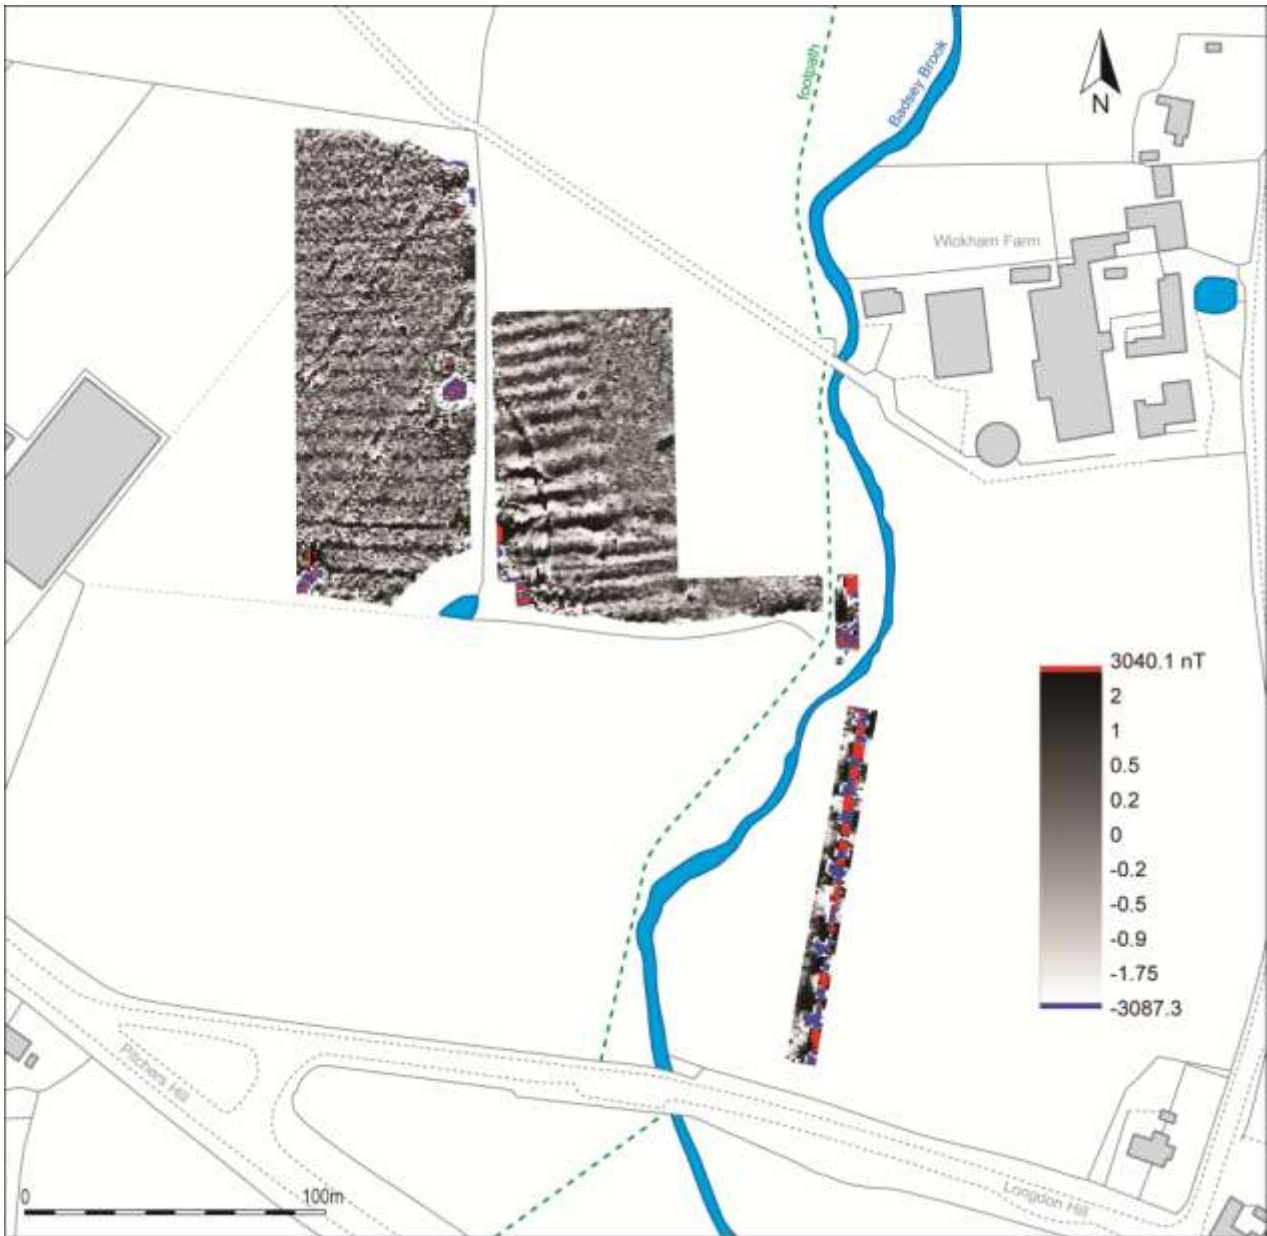 footpath
Badsey Brook
N
Wickham Farm
3040.1 nT
2
1
0.5
0.2
0
-0.2
-0.5
-0.9
-1.75
-3087.3
Pitchers Hill
Longdon Hill
0
100m